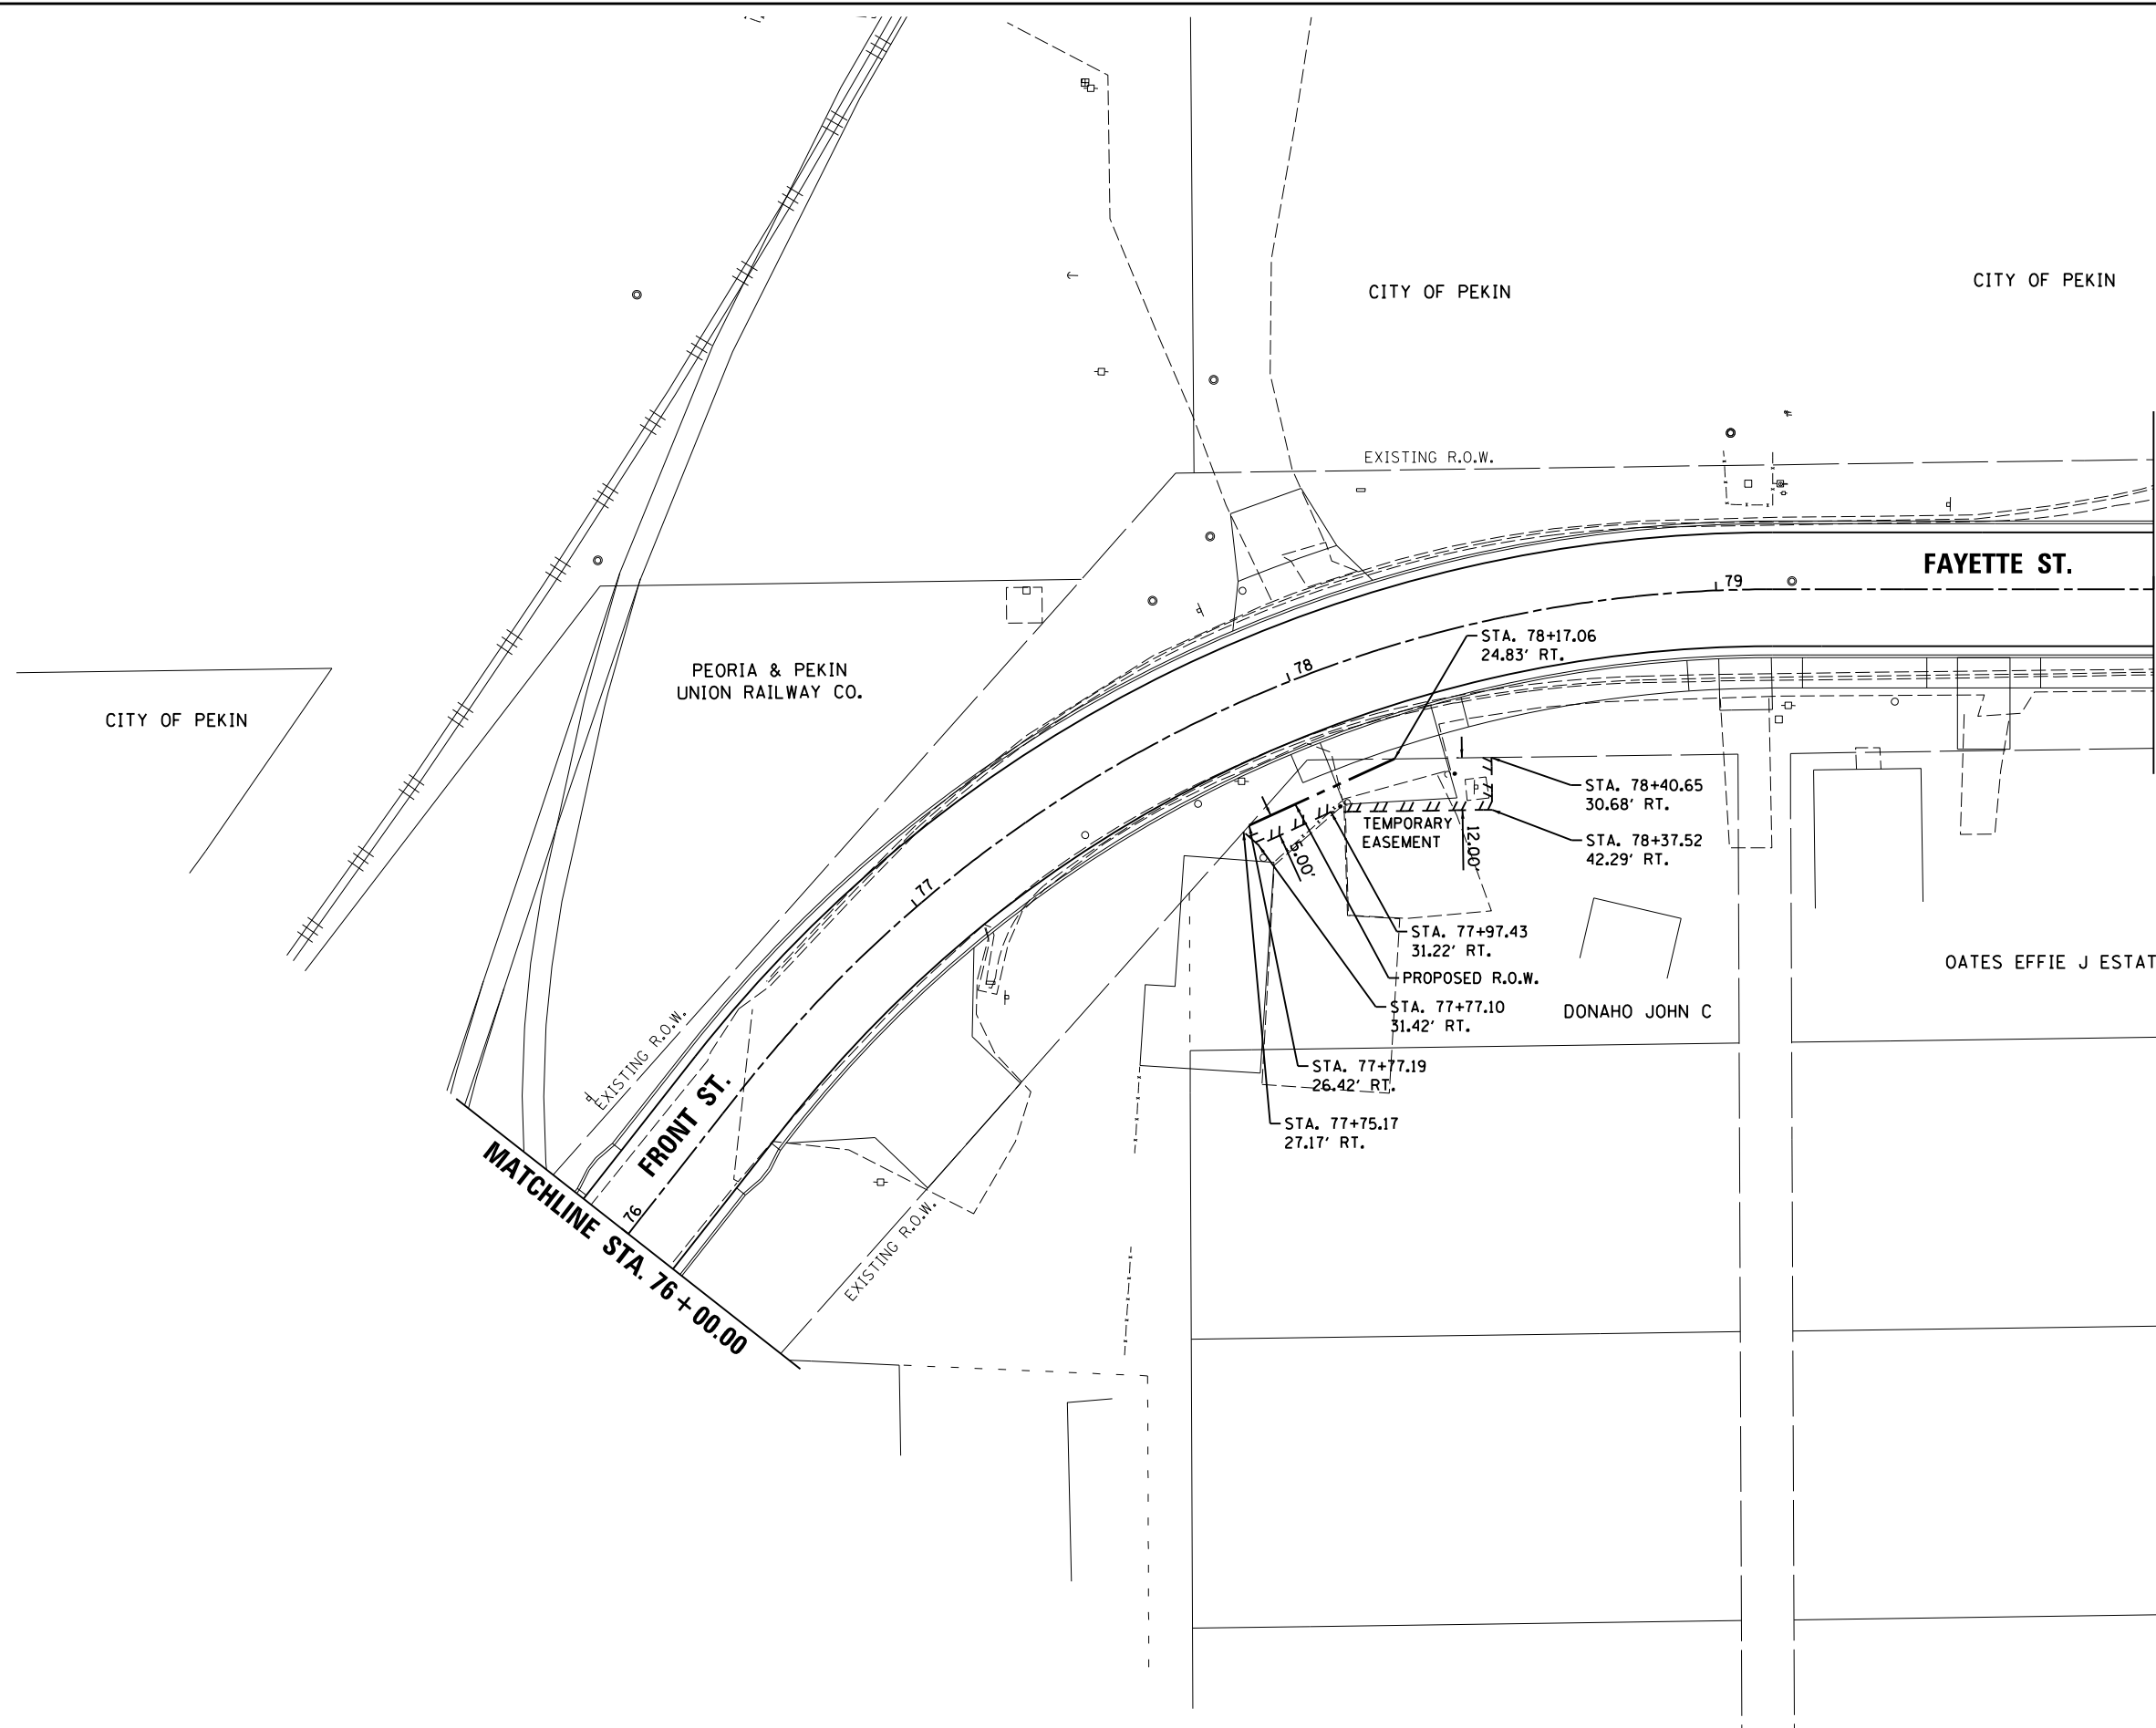 CITY OF PEKIN
CITY OF PEKIN
EXISTING R.O.W.
FAYETTE ST.
79
STA. 78+17.06
24.83' RT.
78
PEORIA & PEKIN
UNION RAILWAY CO.
CITY OF PEKIN
STA. 78+40.65
30.68' RT.
TEMPORARY
EASEMENT
12.00'
5.00'
STA. 78+37.52
42.29' RT.
77
STA. 77+97.43
31.22' RT.
PROPOSED R.O.W.
OATES EFFIE J ESTAT
STA. 77+77.10
31.42' RT.
DONAHO JOHN C
EXISTING R.O.W.
STA. 77+77.19
26.42' RT.
FRONT ST.
STA. 77+75.17
27.17' RT.
76
MATCHLINE STA. 76+00.00
EXISTING R.O.W.